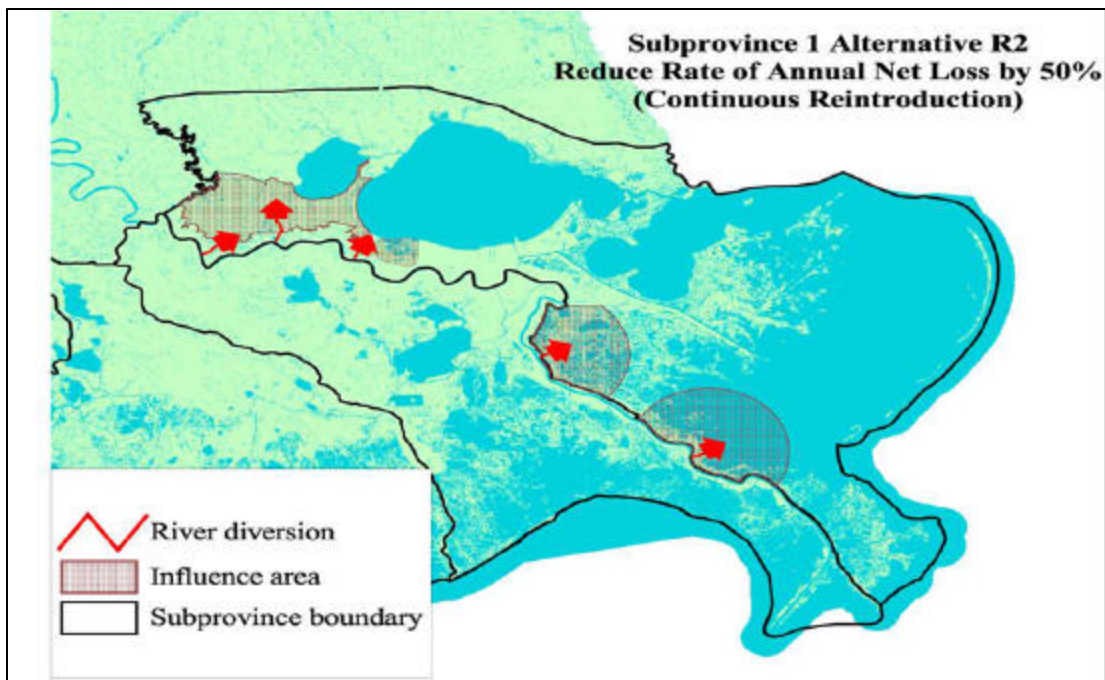 Subprovince 1 Alternative R2
Reduce Rate of Annual Net Loss by 50%
(Continuous Reintroduction)
River diversion
Influence area
Subprovince boundary